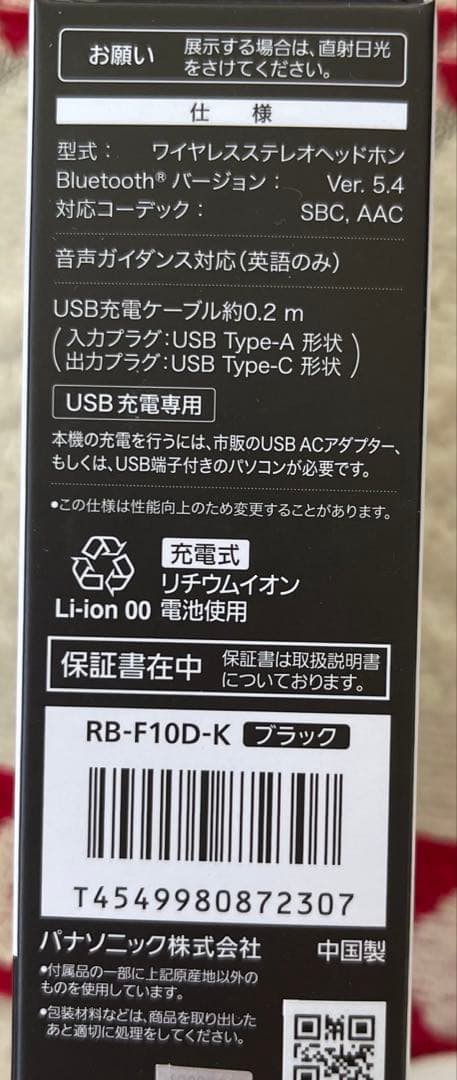 お願い
展示する場合は、直射日光
をさけてください。
仕 様
型式： ワイヤレスステレオヘッドホン
Bluetooth® バージョン： Ver. 5.4
対応コーデック： SBC, AAC
音声ガイダンス対応（英語のみ）
USB充電ケーブル約0.2 m
（入力プラグ：USB Type-A 形状
出力プラグ：USB Type-C 形状）
USB 充電専用
本機の充電を行うには、市販のUSB ACアダプター、
もしくは、USB端子付きのパソコンが必要です。
•この仕様は性能向上のため変更することがあります。
充電式
リチウムイオン
Li-ion 00 電池使用
保証書在中
保証書は取扱説明書
についております。
RB-F10D-K ブラック
T4549980872307
パナソニック株式会社 中国製
•付属品の一部に上記原産地以外の
ものを使用しています。
•包装材料などは、商品を取り出した
あと適切に処理をしてください。